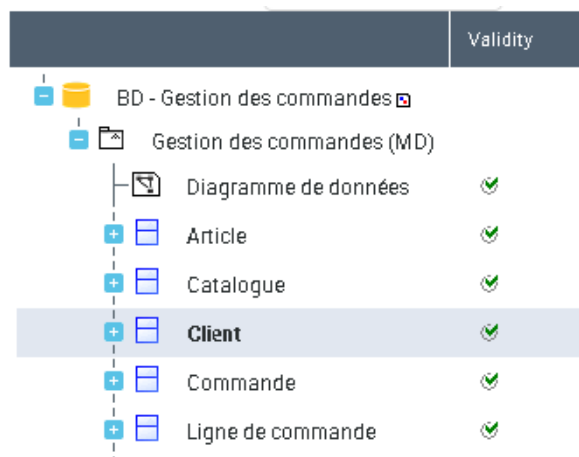 Validity
BD - Gestion des commandes
Gestion des commandes (MD)
Diagramme de données
Article
Catalogue
Client
Commande
Ligne de commande